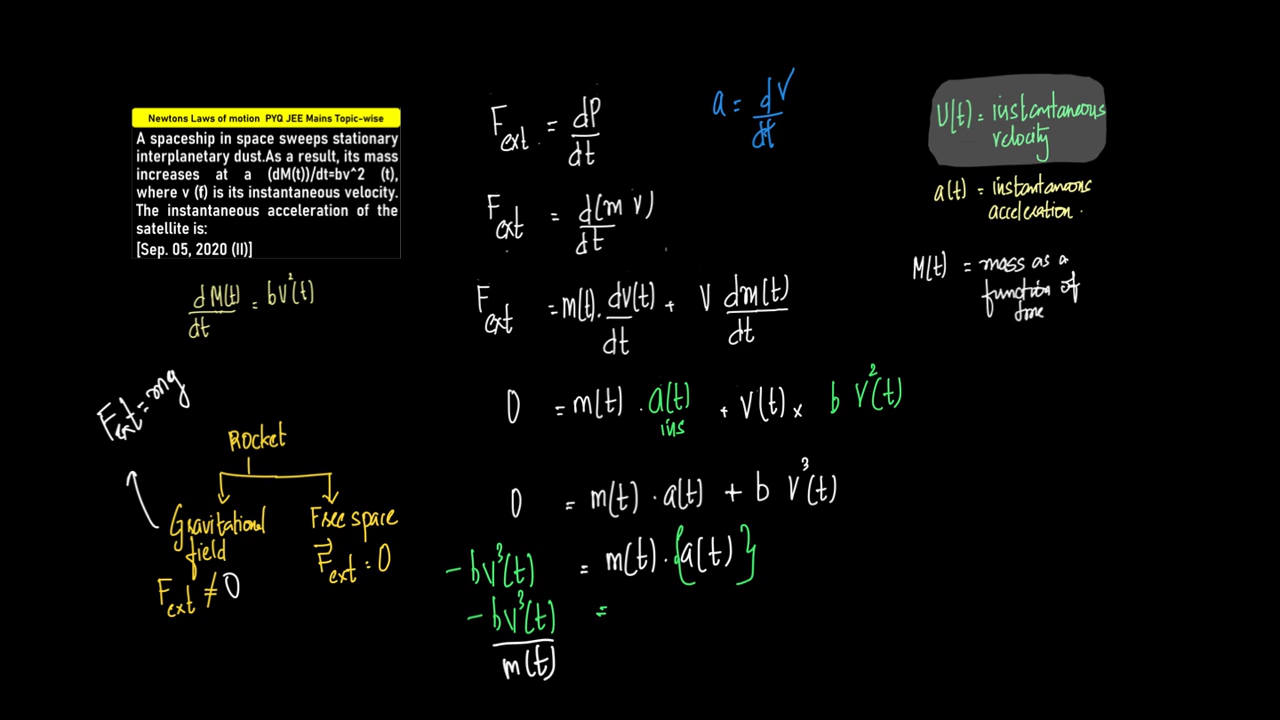 Newtons Laws of motion PYQ JEE Mains Topic-wise
A spaceship in space sweeps stationary
interplanetary dust.As a result, its mass
increases at a (dM(t))/dt=bv^2 (t),
where v (f) is its instantaneous velocity.
The instantaneous acceleration of the
satellite is:
[Sep. 05, 2020 (II)]
dM(t)/dt = bv²(t)
Fext = mg
Rocket
Gravitational field
Fext ≠ 0
Free space
F⃗ext = 0
Fext = dP/dt
Fext = d(m v)/dt
Fext = m(t). dv(t)/dt + V dm(t)/dt
0 = m(t) . a(t) ins + V(t) x b V²(t)
0 = m(t) . a(t) + b V³(t)
- bv³(t) = m(t) . {a(t)}
- bv³(t)/m(t) =
a = dV/dt
V(t) = instantaneous
velocity
a(t) = instantaneous
acceleration.
M(t) = mass as a
function of
time